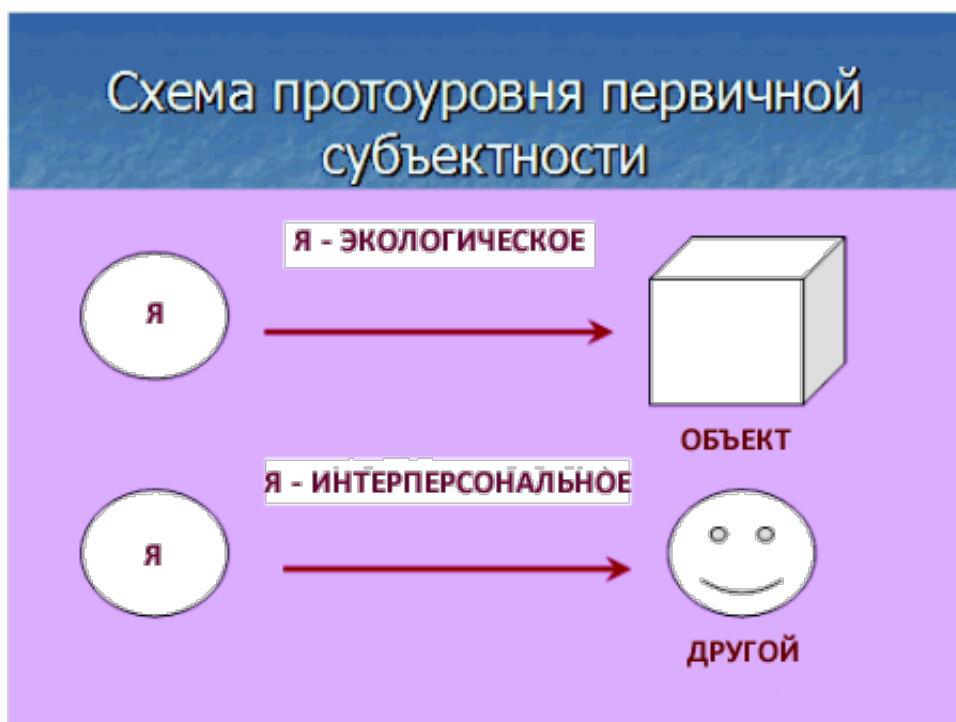 Схема протоуровня первичной
субъектности
Я - ЭКОЛОГИЧЕСКОЕ
Я
ОБЪЕКТ
Я - ИНТЕРПЕРСОНАЛЬНОЕ
Я
ДРУГОЙ